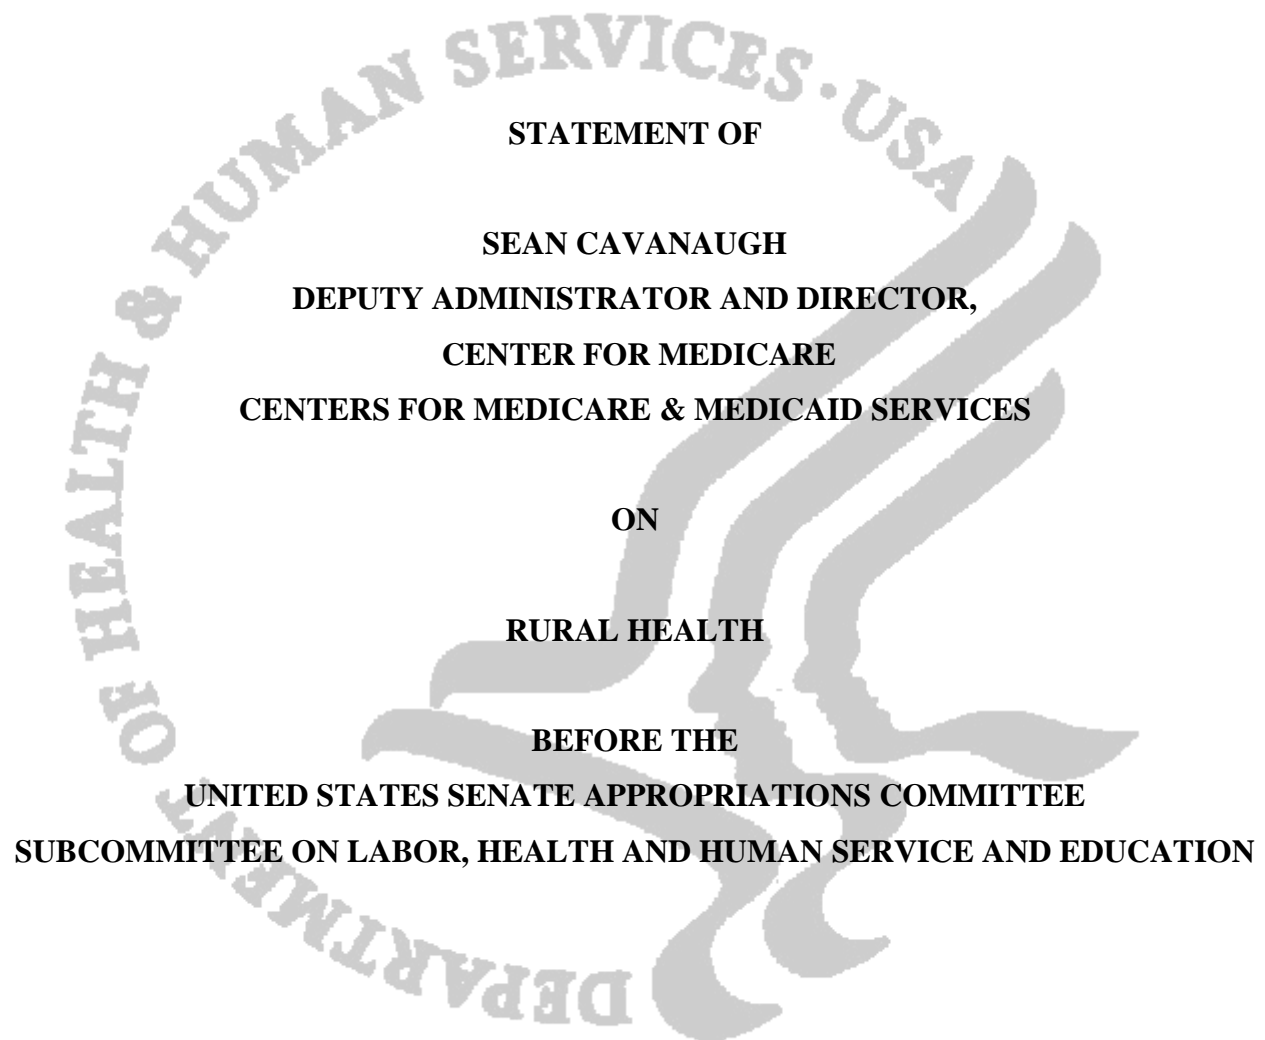 DEPARTMENT OF HEALTH & HUMAN SERVICES · USA
STATEMENT OF
SEAN CAVANAUGH
DEPUTY ADMINISTRATOR AND DIRECTOR,
CENTER FOR MEDICARE
CENTERS FOR MEDICARE & MEDICAID SERVICES
ON
RURAL HEALTH
BEFORE THE
UNITED STATES SENATE APPROPRIATIONS COMMITTEE
SUBCOMMITTEE ON LABOR, HEALTH AND HUMAN SERVICE AND EDUCATION